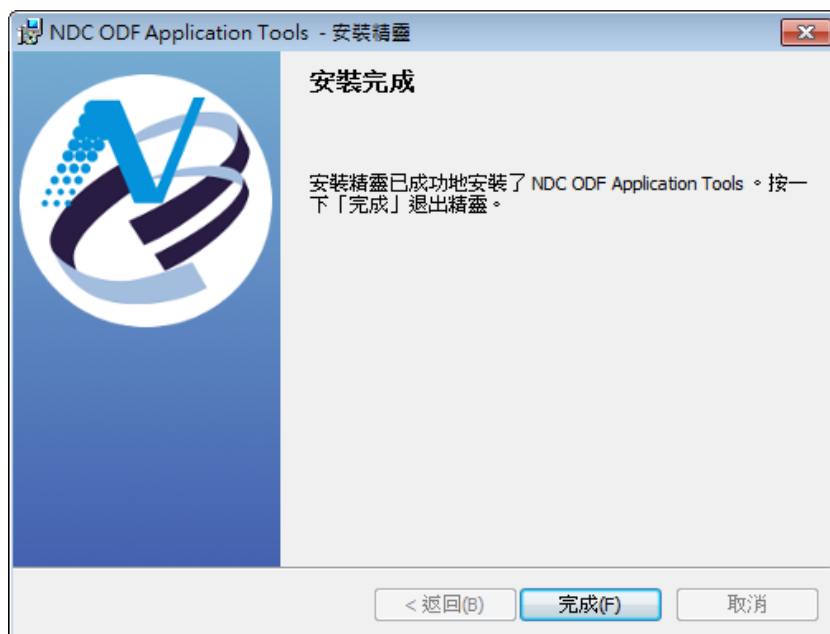 NDC ODF Application Tools - 安裝精靈
安裝完成
安裝精靈已成功地安裝了 NDC ODF Application Tools 。按一
下「完成」退出精靈。
< 返回(B)
完成(F)
取消